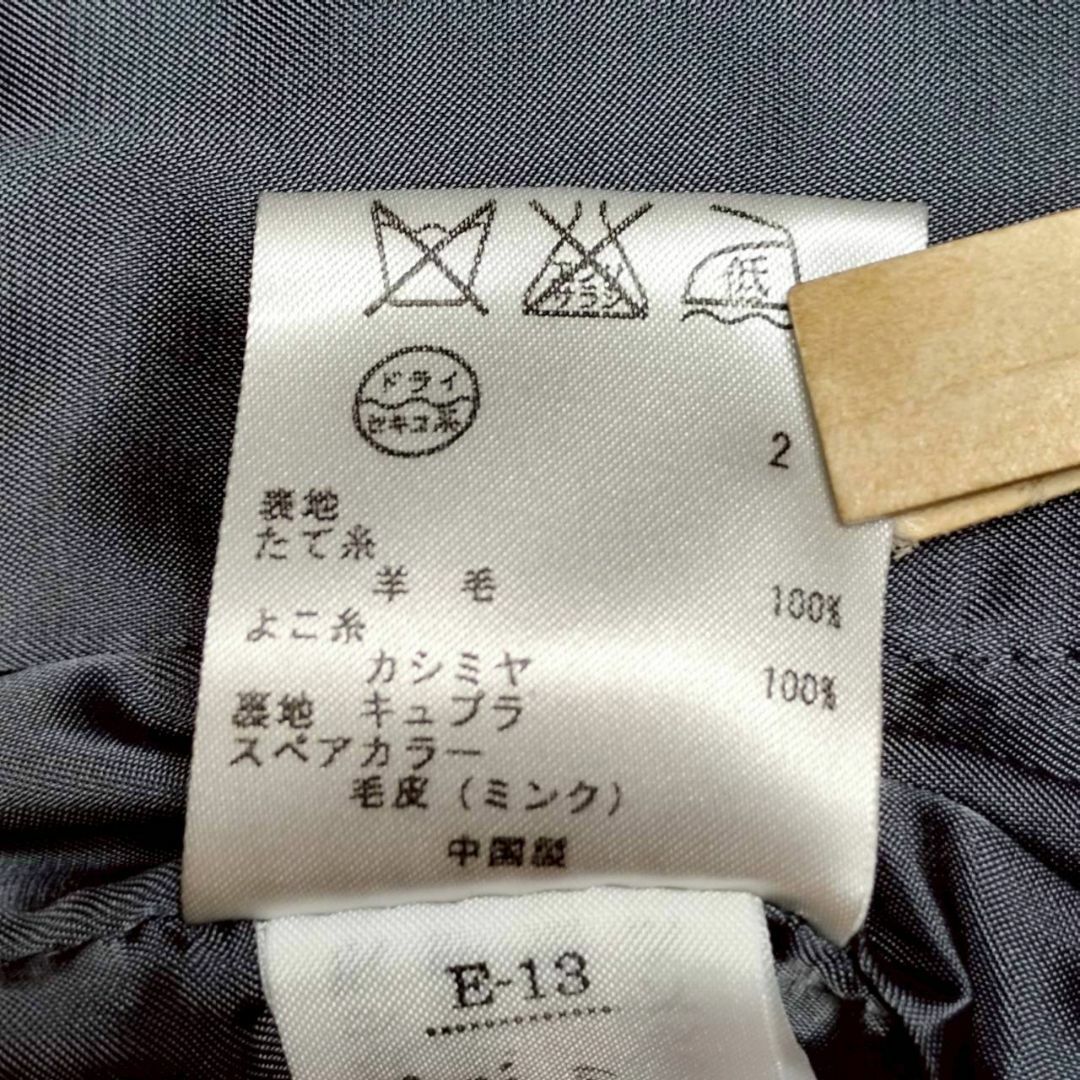 エンソ
サラシ
低
ドライ
セキユ系
2
表地
たて糸
羊 毛 100%
よこ糸
カシミヤ 100%
裏地 キュプラ
スペアカラー
毛皮(ミンク)
中国製
E-13